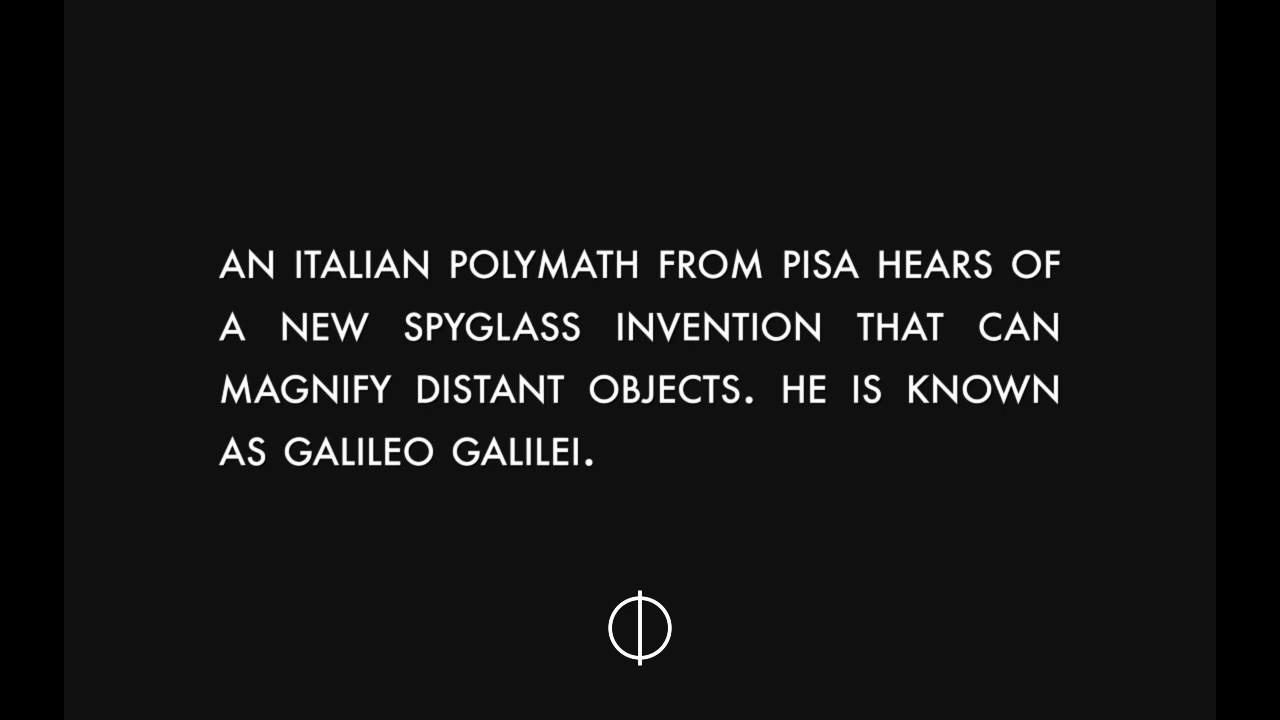 AN ITALIAN POLYMATH FROM PISA HEARS OF
A NEW SPYGLASS INVENTION THAT CAN
MAGNIFY DISTANT OBJECTS. HE IS KNOWN
AS GALILEO GALILEI.